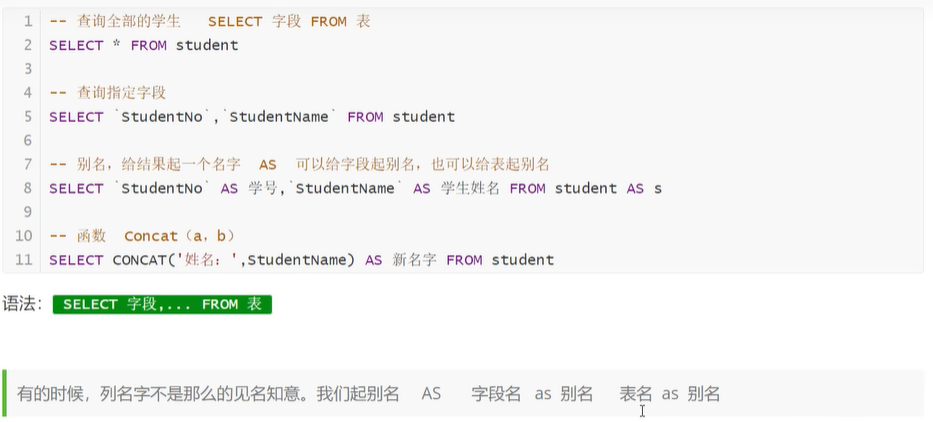 1 -- 查询全部的学生 SELECT 字段 FROM 表
2 SELECT * FROM student
3
4 -- 查询指定字段
5 SELECT `StudentNo`,`StudentName` FROM student
6
7 -- 别名，给结果起一个名字 AS 可以给字段起别名，也可以给表起别名
8 SELECT `StudentNo` AS 学号,`StudentName` AS 学生姓名 FROM student AS s
9
10 -- 函数 Concat（a，b）
11 SELECT CONCAT('姓名：',StudentName) AS 新名字 FROM student
语法： SELECT 字段,... FROM 表
有的时候，列名字不是那么的见名知意。我们起别名 AS 字段名 as 别名 表名 as 别名